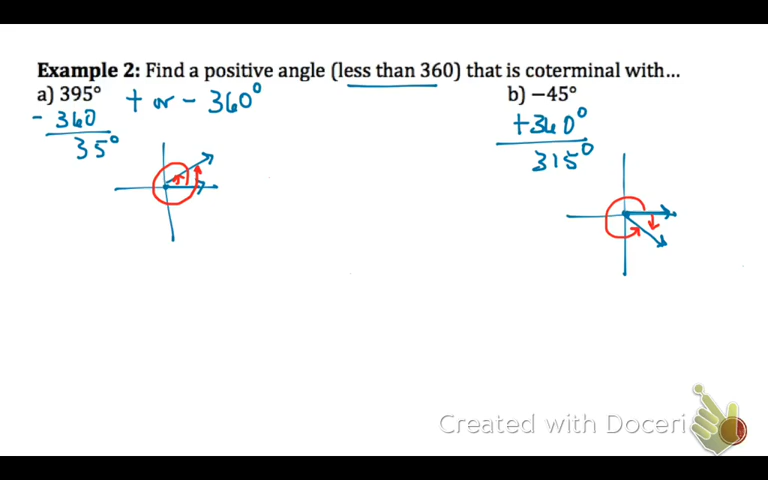 Example 2: Find a positive angle (less than 360) that is coterminal with...
a) 395° + or - 360°
- 360
35°
b) −45°
+360°
315°
Created with Doceri